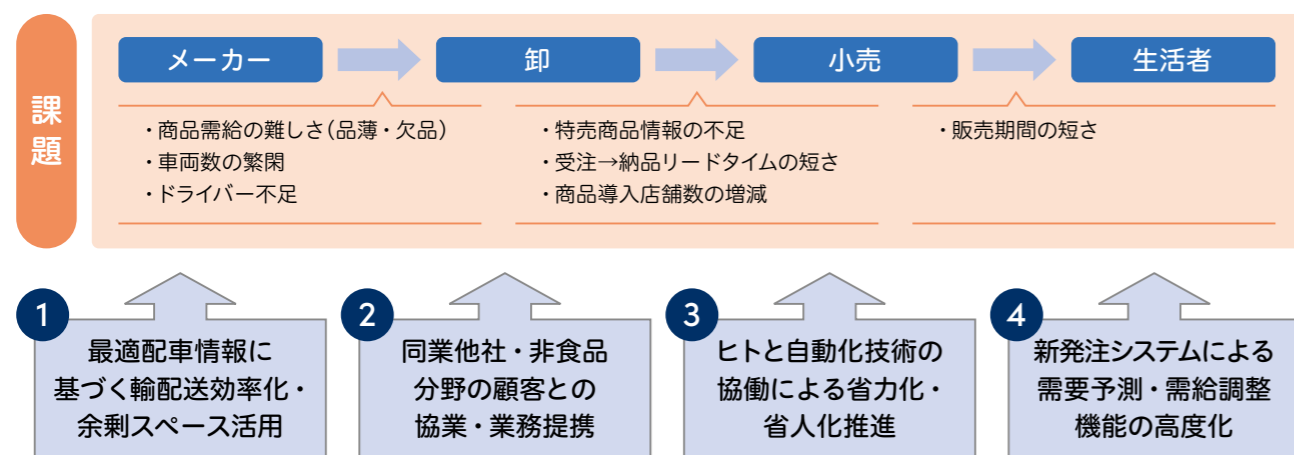 課題
メーカー
卸
小売
生活者
・商品需給の難しさ(品薄・欠品)
・車両数の繁閑
・ドライバー不足
・特売商品情報の不足
・受注→納品リードタイムの短さ
・商品導入店舗数の増減
・販売期間の短さ
1
最適配車情報に
基づく輸配送効率化・
余剰スペース活用
2
同業他社・非食品
分野の顧客との
協業・業務提携
3
ヒトと自動化技術の
協働による省力化・
省人化推進
4
新発注システムによる
需要予測・需給調整
機能の高度化